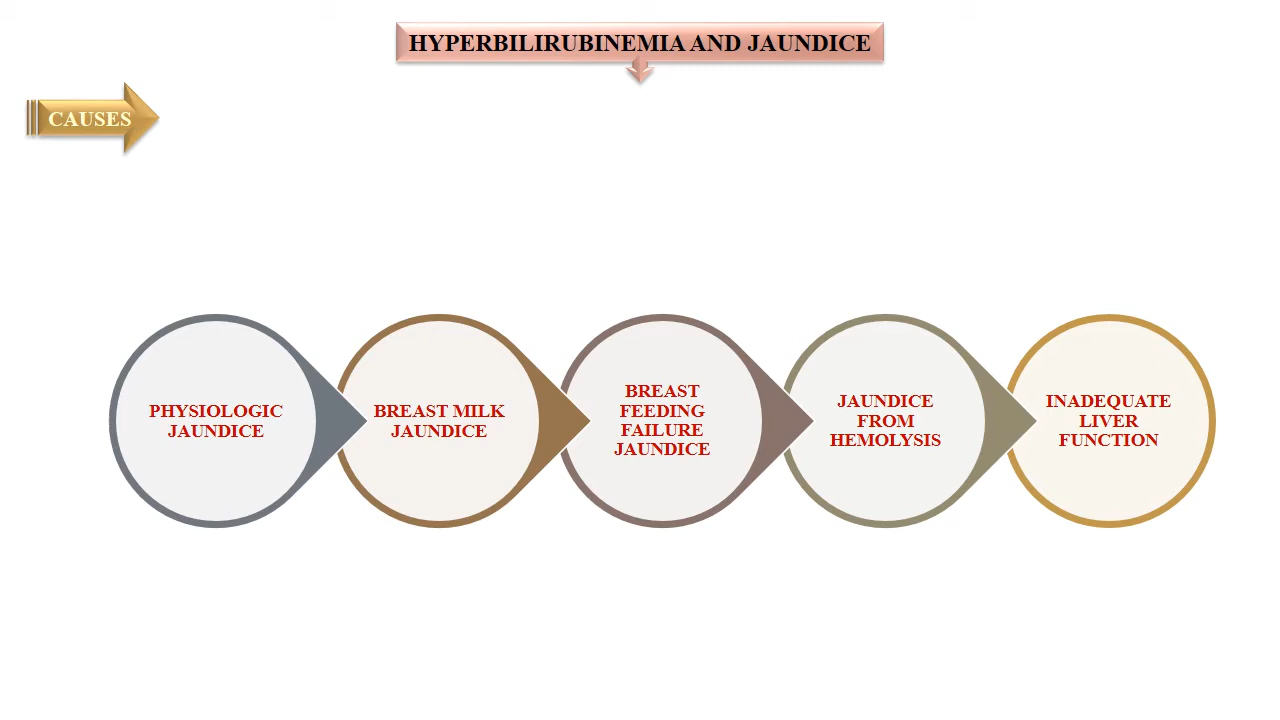 HYPERBILIRUBINEMIA AND JAUNDICE
CAUSES
PHYSIOLOGIC
JAUNDICE
BREAST MILK
JAUNDICE
BREAST
FEEDING
FAILURE
JAUNDICE
JAUNDICE
FROM
HEMOLYSIS
INADEQUATE
LIVER
FUNCTION